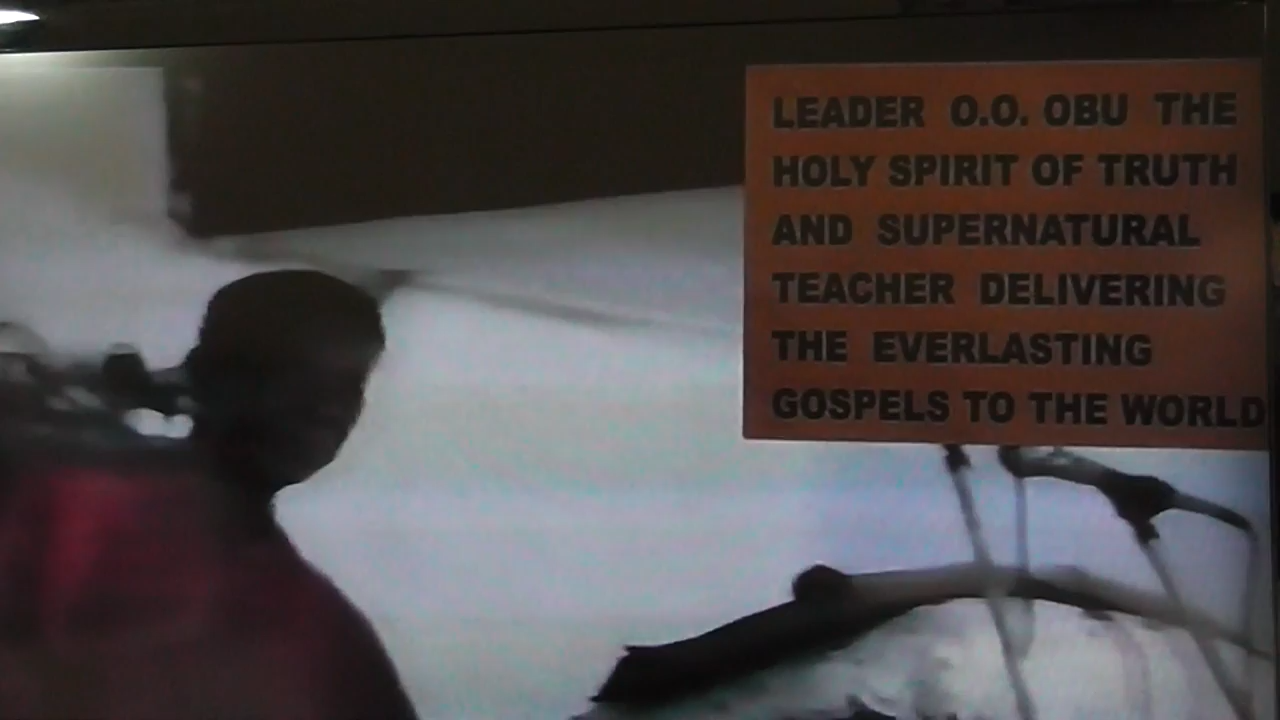 LEADER O.O. OBU THE
HOLY SPIRIT OF TRUTH
AND SUPERNATURAL
TEACHER DELIVERING
THE EVERLASTING
GOSPELS TO THE WORLD